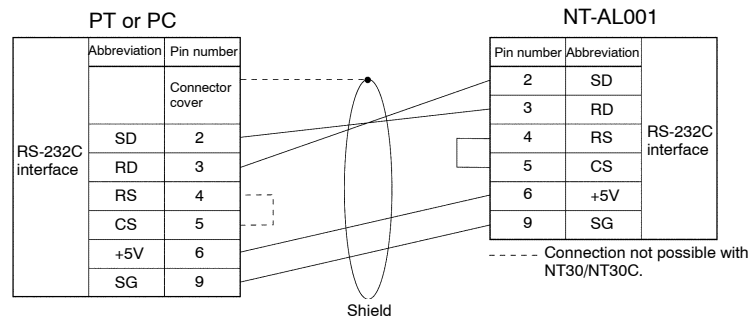 PT or PC
NT-AL001
Abbreviation Pin number
Connector
cover
SD 2
RD 3
RS 4
CS 5
+5V 6
SG 9
RS-232C
interface
Pin number Abbreviation
2 SD
3 RD
4 RS
5 CS
6 +5V
9 SG
RS-232C
interface
Connection not possible with
NT30/NT30C.
Shield